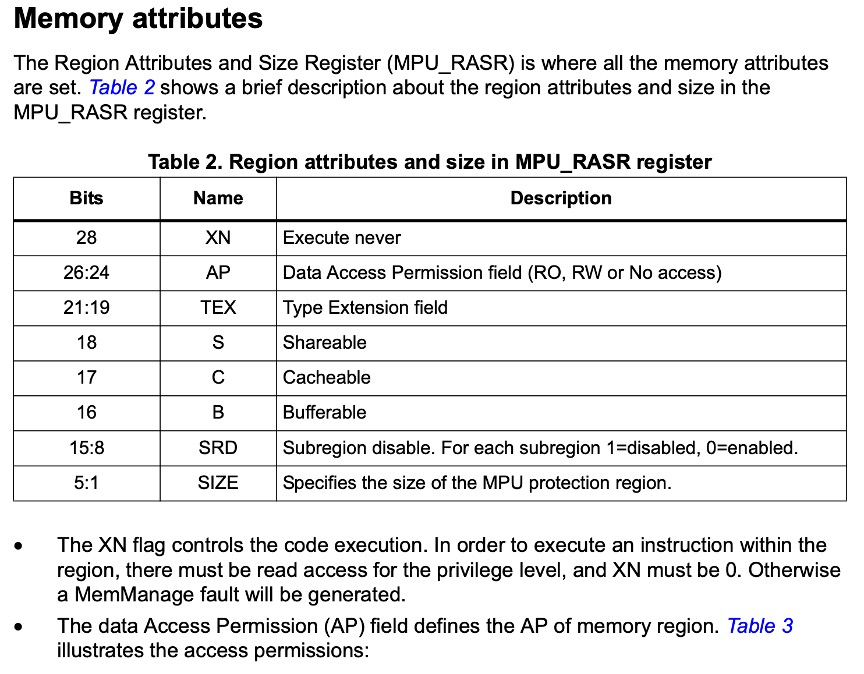 Memory attributes
The Region Attributes and Size Register (MPU_RASR) is where all the memory attributes
are set. Table 2 shows a brief description about the region attributes and size in the
MPU_RASR register.
Table 2. Region attributes and size in MPU_RASR register
Bits Name Description
28 XN Execute never
26:24 AP Data Access Permission field (RO, RW or No access)
21:19 TEX Type Extension field
18 S Shareable
17 C Cacheable
16 B Bufferable
15:8 SRD Subregion disable. For each subregion 1=disabled, 0=enabled.
5:1 SIZE Specifies the size of the MPU protection region.
• The XN flag controls the code execution. In order to execute an instruction within the
region, there must be read access for the privilege level, and XN must be 0. Otherwise
a MemManage fault will be generated.
• The data Access Permission (AP) field defines the AP of memory region. Table 3
illustrates the access permissions: